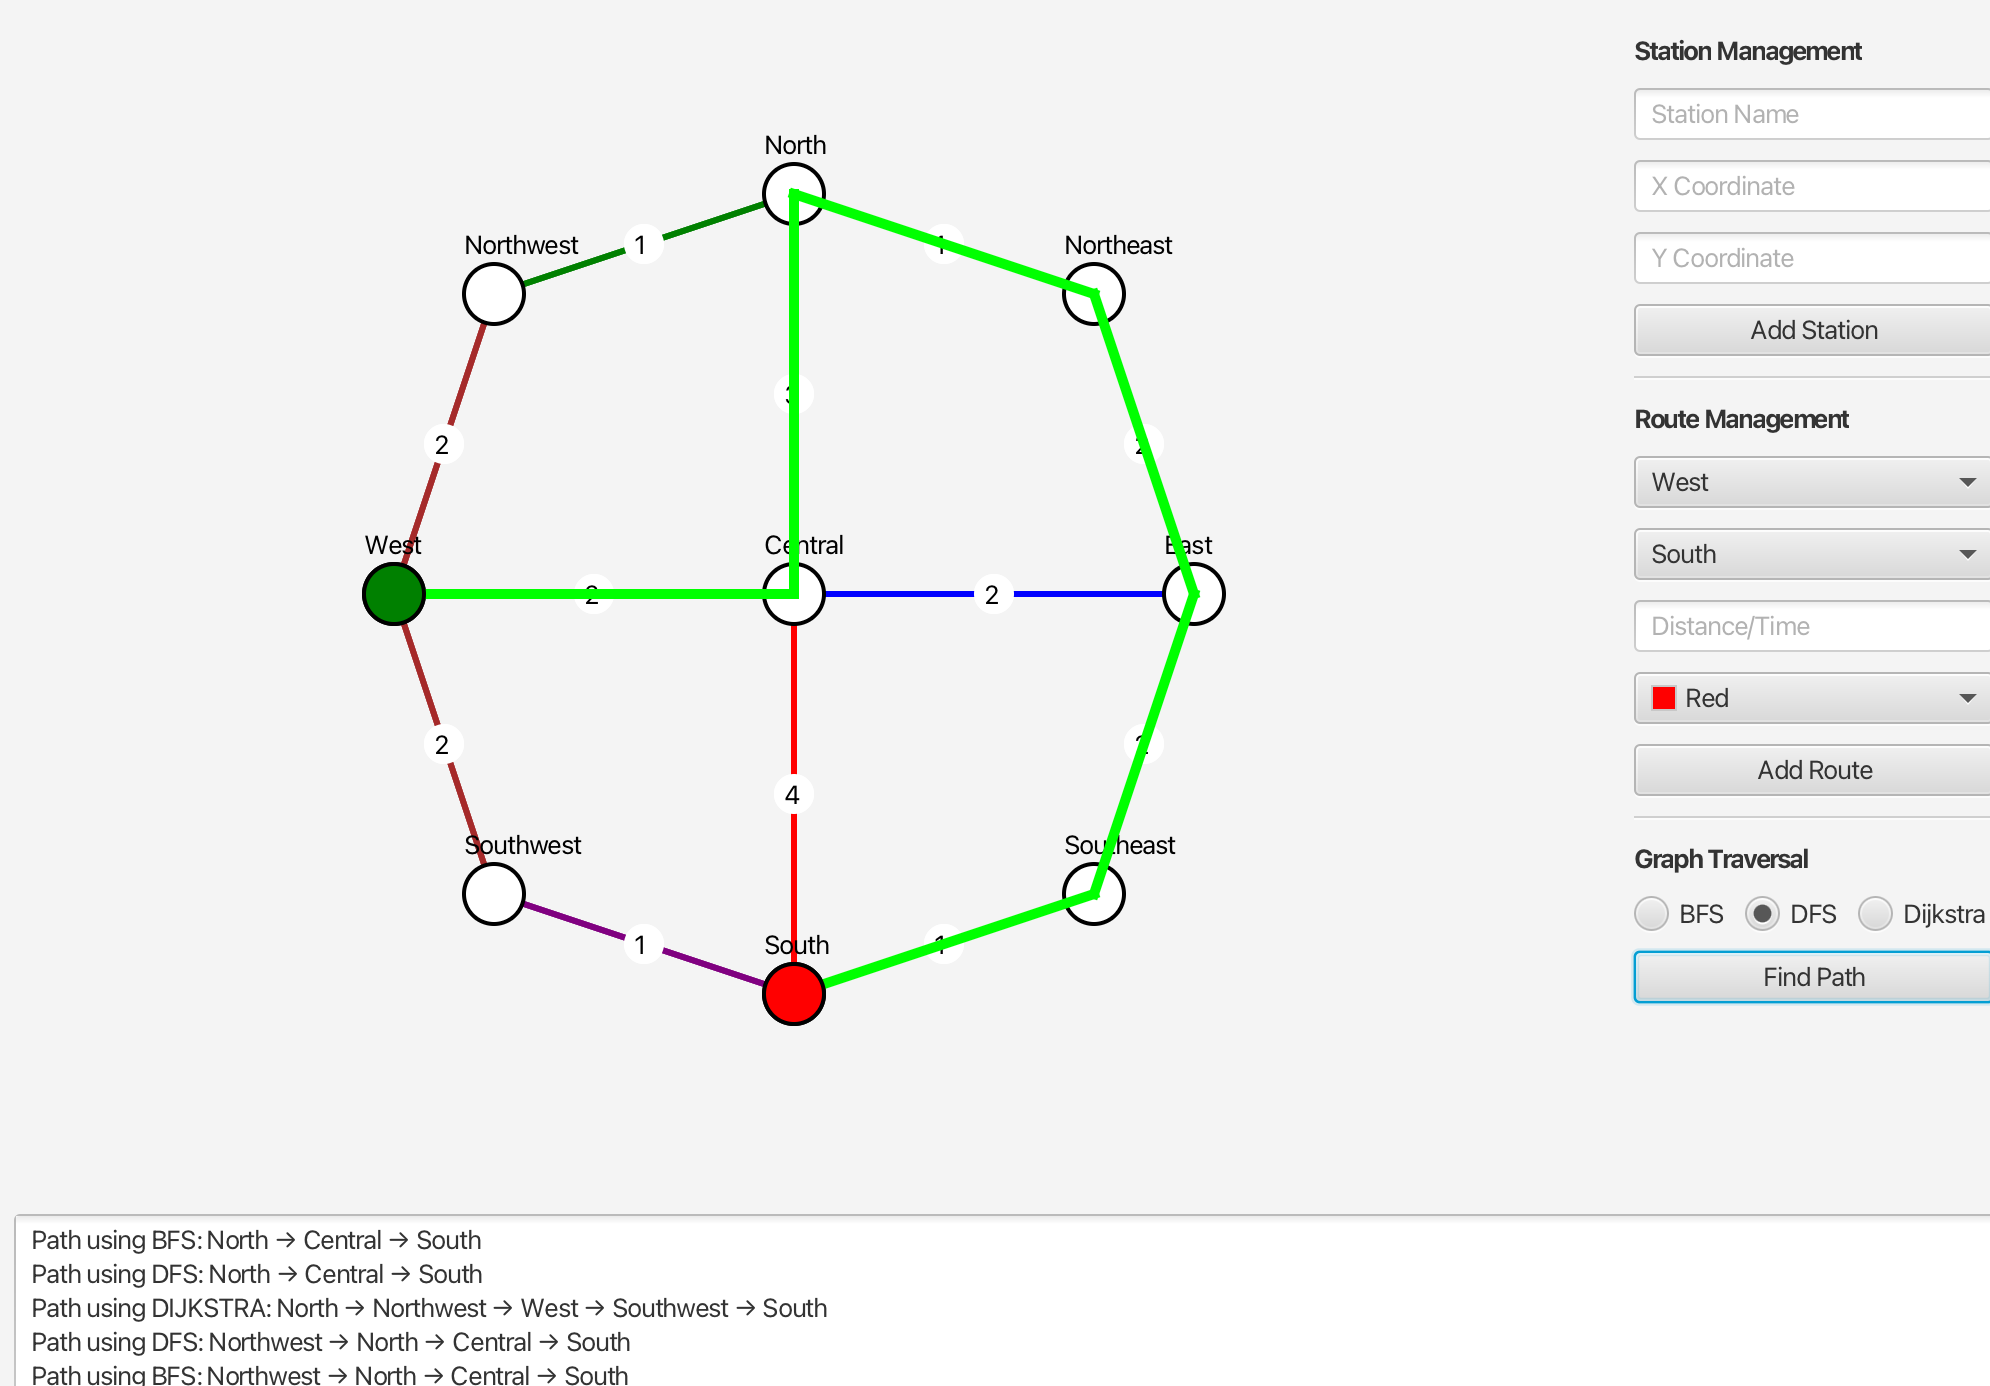 North
Northwest
1
1
Northeast
3
2
2
West
2
Central
2
East
2
4
2
Southwest
Southeast
1
South
1
Station Management
Station Name
X Coordinate
Y Coordinate
Add Station
Route Management
West
South
Distance/Time
Red
Add Route
Graph Traversal
BFS DFS Dijkstra
Find Path
Path using BFS: North → Central → South
Path using DFS: North → Central → South
Path using DIJKSTRA: North → Northwest → West → Southwest → South
Path using DFS: Northwest → North → Central → South
Path using BFS: Northwest → North → Central → South